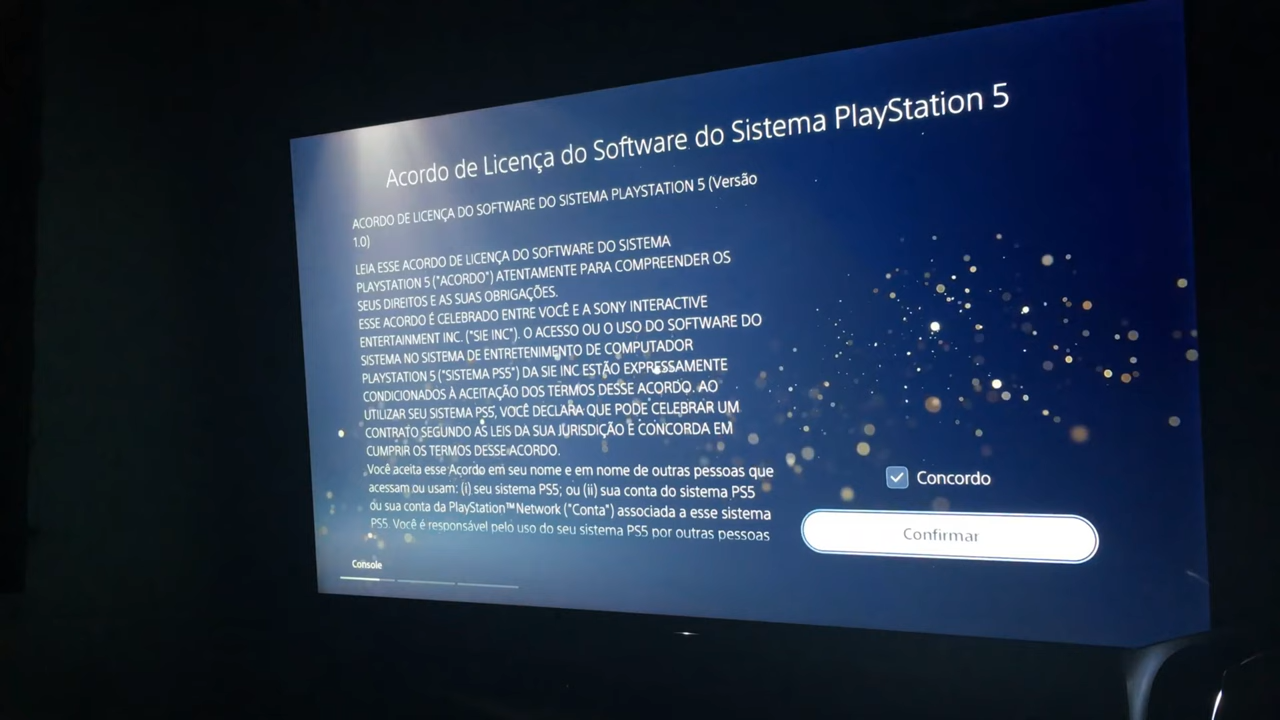 Acordo de Licença do Software do Sistema PlayStation 5
ACORDO DE LICENÇA DO SOFTWARE DO SISTEMA PLAYSTATION 5 (Versão
1.0)
LEIA ESSE ACORDO DE LICENÇA DO SOFTWARE DO SISTEMA
PLAYSTATION 5 ("ACORDO") ATENTAMENTE PARA COMPREENDER OS
SEUS DIREITOS E AS SUAS OBRIGAÇÕES.
ESSE ACORDO É CELEBRADO ENTRE VOCÊ E A SONY INTERACTIVE
ENTERTAINMENT INC. ("SIE INC"). O ACESSO OU O USO DO SOFTWARE DO
SISTEMA NO SISTEMA DE ENTRETENIMENTO DE COMPUTADOR
PLAYSTATION 5 ("SISTEMA PS5") DA SIE INC ESTÃO EXPRESSAMENTE
CONDICIONADOS À ACEITAÇÃO DOS TERMOS DESSE ACORDO. AO
UTILIZAR SEU SISTEMA PS5, VOCÊ DECLARA QUE PODE CELEBRAR UM
CONTRATO SEGUNDO AS LEIS DA SUA JURISDIÇÃO E CONCORDA EM
CUMPRIR OS TERMOS DESSE ACORDO.
Você aceita esse Acordo em seu nome e em nome de outras pessoas que
acessam ou usam: (i) seu sistema PS5; ou (ii) sua conta do sistema PS5
ou sua conta da PlayStation™Network ("Conta") associada a esse sistema
PS5. Você é responsável pelo uso do seu sistema PS5 por outras pessoas
Concordo
Confirmar
Console